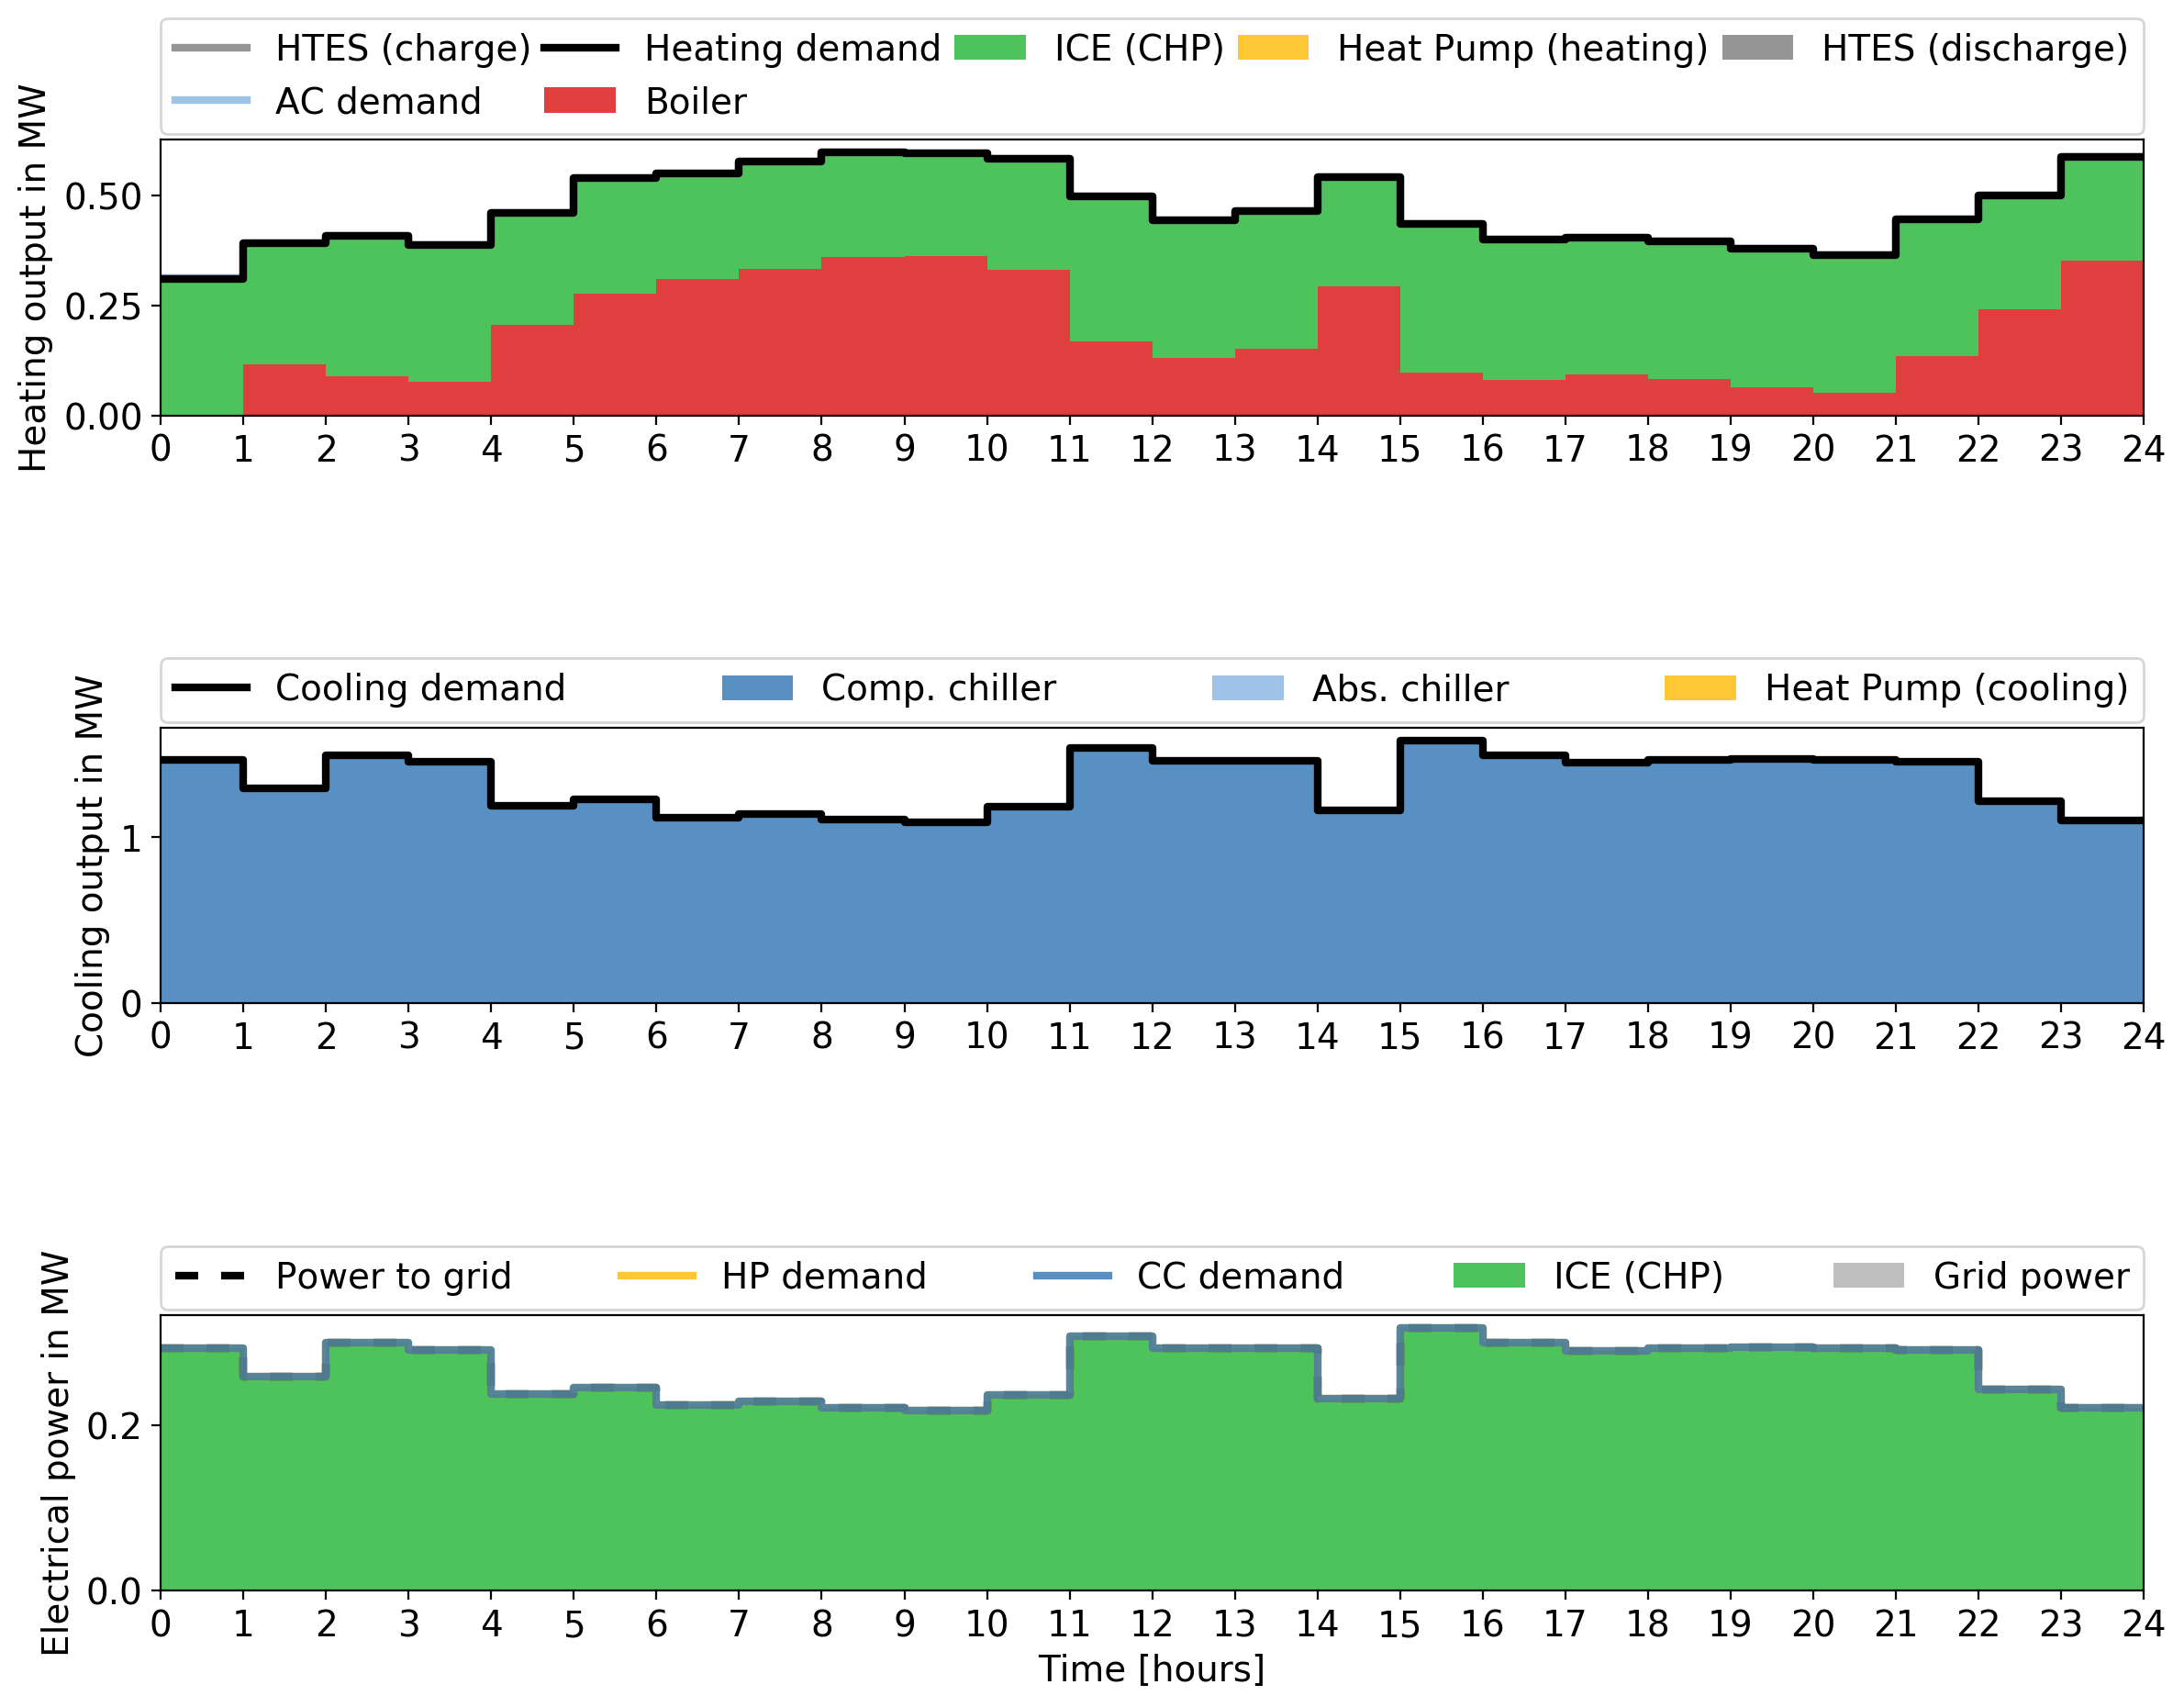 HTES (charge) Heating demand ICE (CHP) Heat Pump (heating) HTES (discharge)
AC demand Boiler
Heating output in MW
0.50
0.25
0.00
0 1 2 3 4 5 6 7 8 9 10 11 12 13 14 15 16 17 18 19 20 21 22 23 24
Cooling demand Comp. chiller Abs. chiller Heat Pump (cooling)
Cooling output in MW
1
0
0 1 2 3 4 5 6 7 8 9 10 11 12 13 14 15 16 17 18 19 20 21 22 23 24
Power to grid HP demand CC demand ICE (CHP) Grid power
Electrical power in MW
0.2
0.0
0 1 2 3 4 5 6 7 8 9 10 11 12 13 14 15 16 17 18 19 20 21 22 23 24
Time [hours]